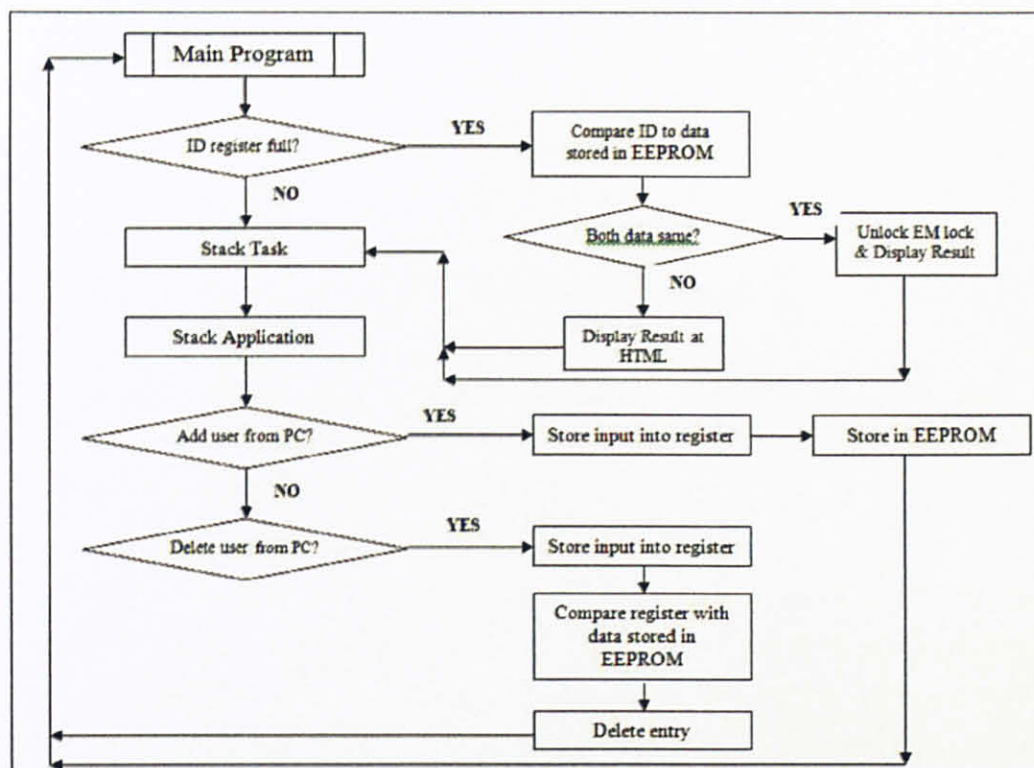 Main Program
ID register full?
YES
Compare ID to data
stored in EEPROM
NO
Both data same?
YES
Unlock EM lock
& Display Result
Stack Task
NO
Stack Application
Display Result at
HTML
Add user from PC?
YES
Store input into register
Store in EEPROM
NO
Delete user from PC?
YES
Store input into register
Compare register with
data stored in
EEPROM
Delete entry